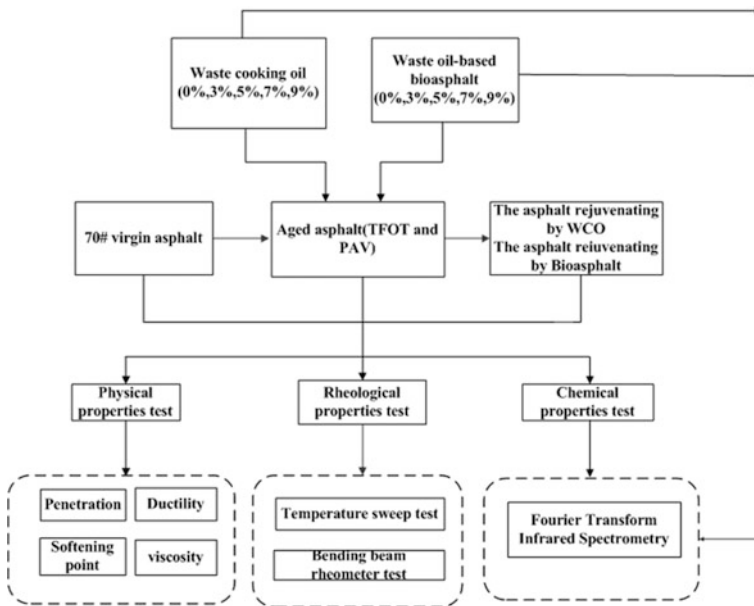 Waste cooking oil
(0%,3%,5%,7%,9%)
Waste oil-based
bioasphalt
(0%,3%,5%,7%,9%)
70# virgin asphalt
Aged asphalt(TFOT and
PAV)
The asphalt rejuvenating
by WCO
The asphalt reiuvenating
by Bioasphalt
Physical
properties test
Rheological
properties test
Chemical
properties test
Penetration
Ductility
Softening
point
viscosity
Temperature sweep test
Bending beam
rheometer test
Fourier Transform
Infrared Spectrometry